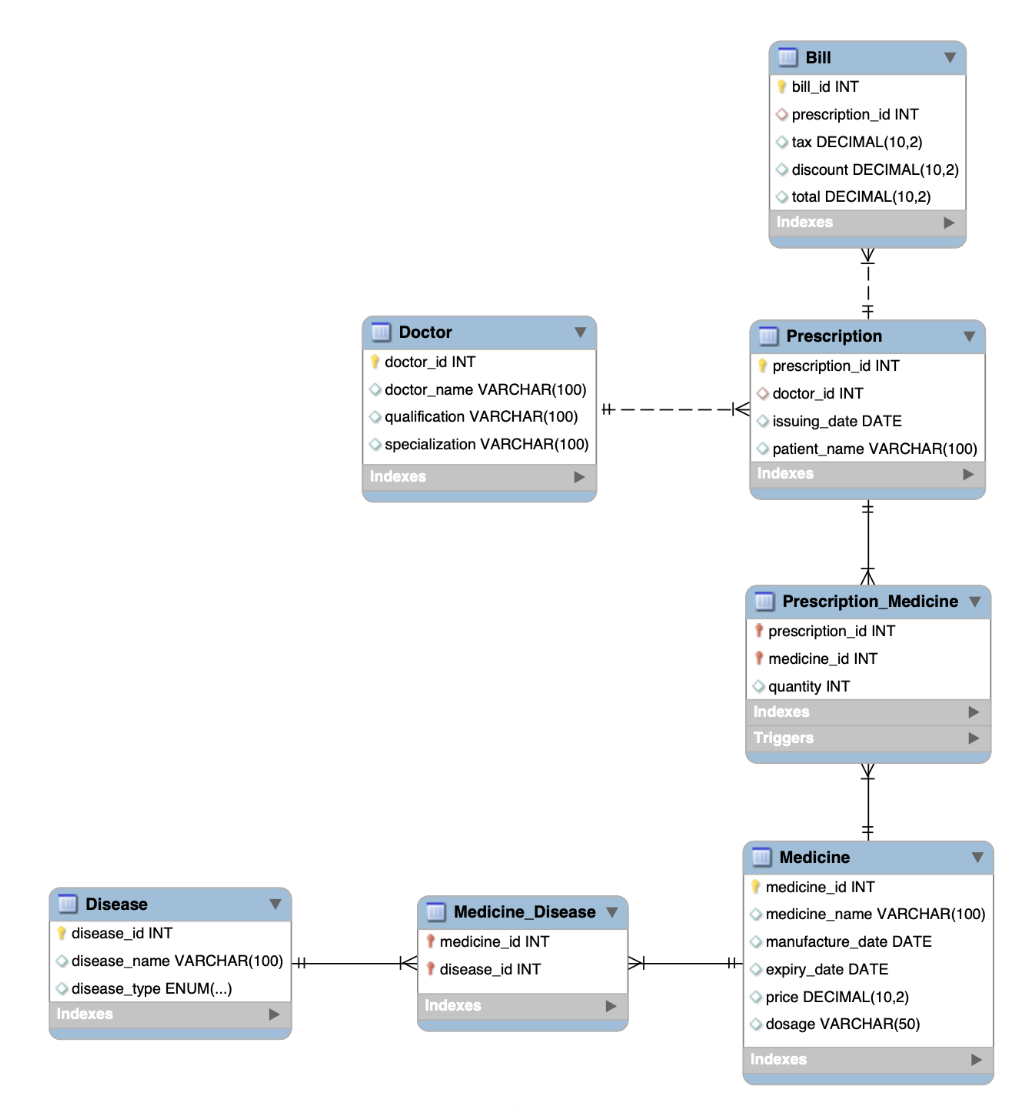 Bill
bill_id INT
prescription_id INT
tax DECIMAL(10,2)
discount DECIMAL(10,2)
total DECIMAL(10,2)
Indexes
Doctor
doctor_id INT
doctor_name VARCHAR(100)
qualification VARCHAR(100)
specialization VARCHAR(100)
Indexes
Prescription
prescription_id INT
doctor_id INT
issuing_date DATE
patient_name VARCHAR(100)
Indexes
Prescription_Medicine
prescription_id INT
medicine_id INT
quantity INT
Indexes
Triggers
Disease
disease_id INT
disease_name VARCHAR(100)
disease_type ENUM(...)
Indexes
Medicine_Disease
medicine_id INT
disease_id INT
Indexes
Medicine
medicine_id INT
medicine_name VARCHAR(100)
manufacture_date DATE
expiry_date DATE
price DECIMAL(10,2)
dosage VARCHAR(50)
Indexes